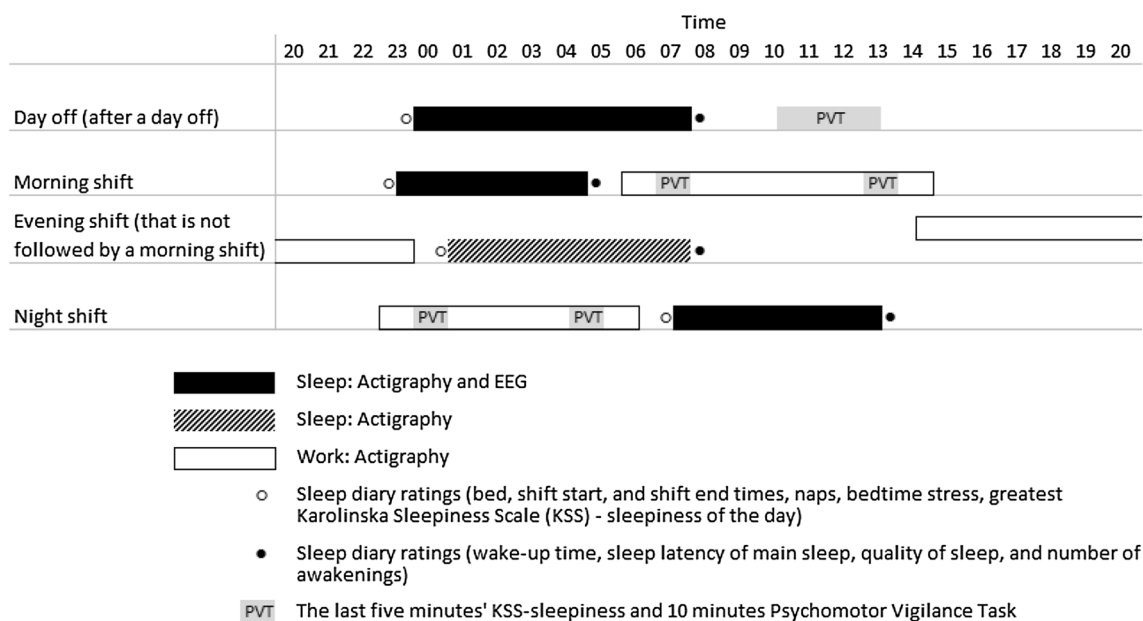 Time
20 21 22 23 00 01 02 03 04 05 06 07 08 09 10 11 12 13 14 15 16 17 18 19 20
Day off (after a day off)
PVT
Morning shift
PVT PVT
Evening shift (that is not
followed by a morning shift)
Night shift
PVT PVT
Sleep: Actigraphy and EEG
Sleep: Actigraphy
Work: Actigraphy
Sleep diary ratings (bed, shift start, and shift end times, naps, bedtime stress, greatest
Karolinska Sleepiness Scale (KSS) - sleepiness of the day)
Sleep diary ratings (wake-up time, sleep latency of main sleep, quality of sleep, and number of
awakenings)
PVT The last five minutes' KSS-sleepiness and 10 minutes Psychomotor Vigilance Task